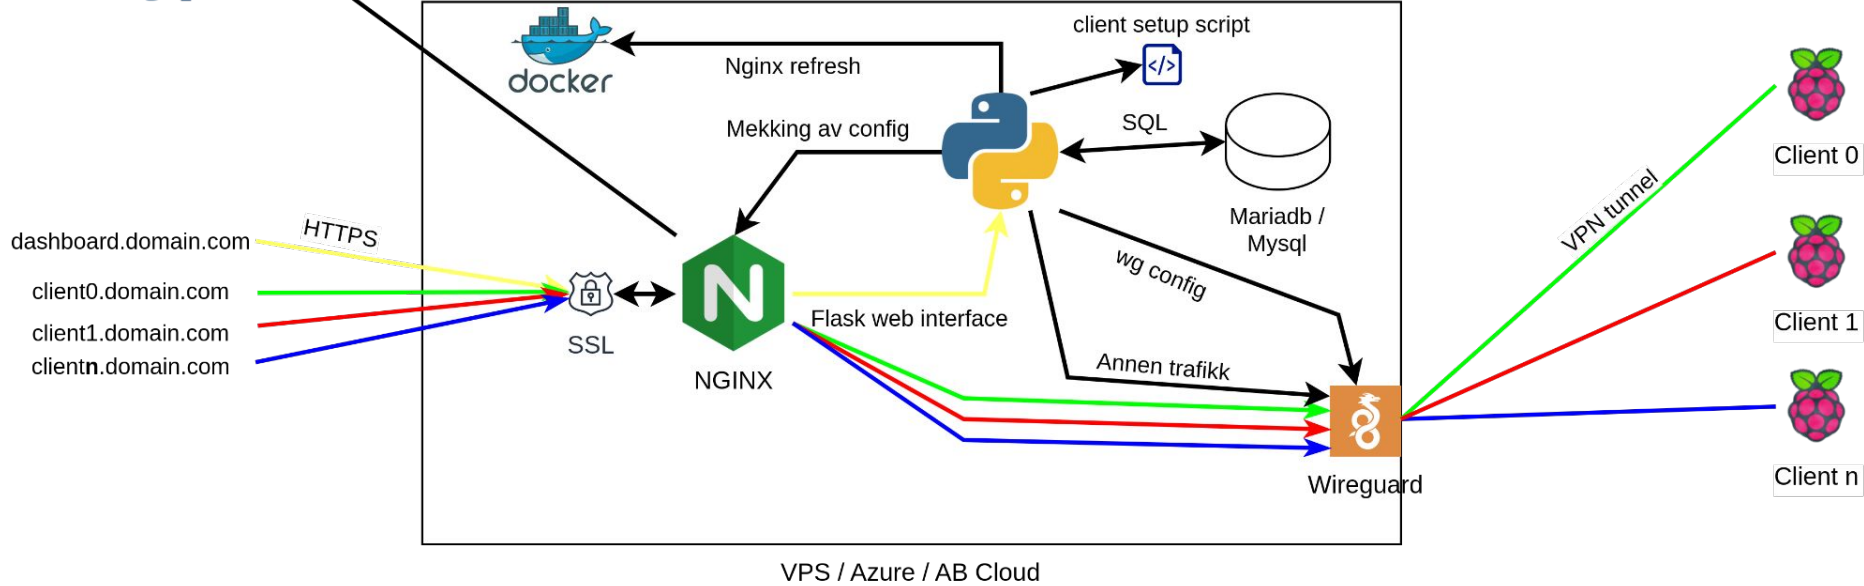 client setup script
</>
docker
Nginx refresh
Mekking av config
SQL
Client 0
VPN tunnel
Mariadb /
Mysql
HTTPS
dashboard.domain.com
client0.domain.com
client1.domain.com
clientn.domain.com
SSL
N
NGINX
Flask web interface
wg config
Annen trafikk
Client 1
Wireguard
Client n
VPS / Azure / AB Cloud